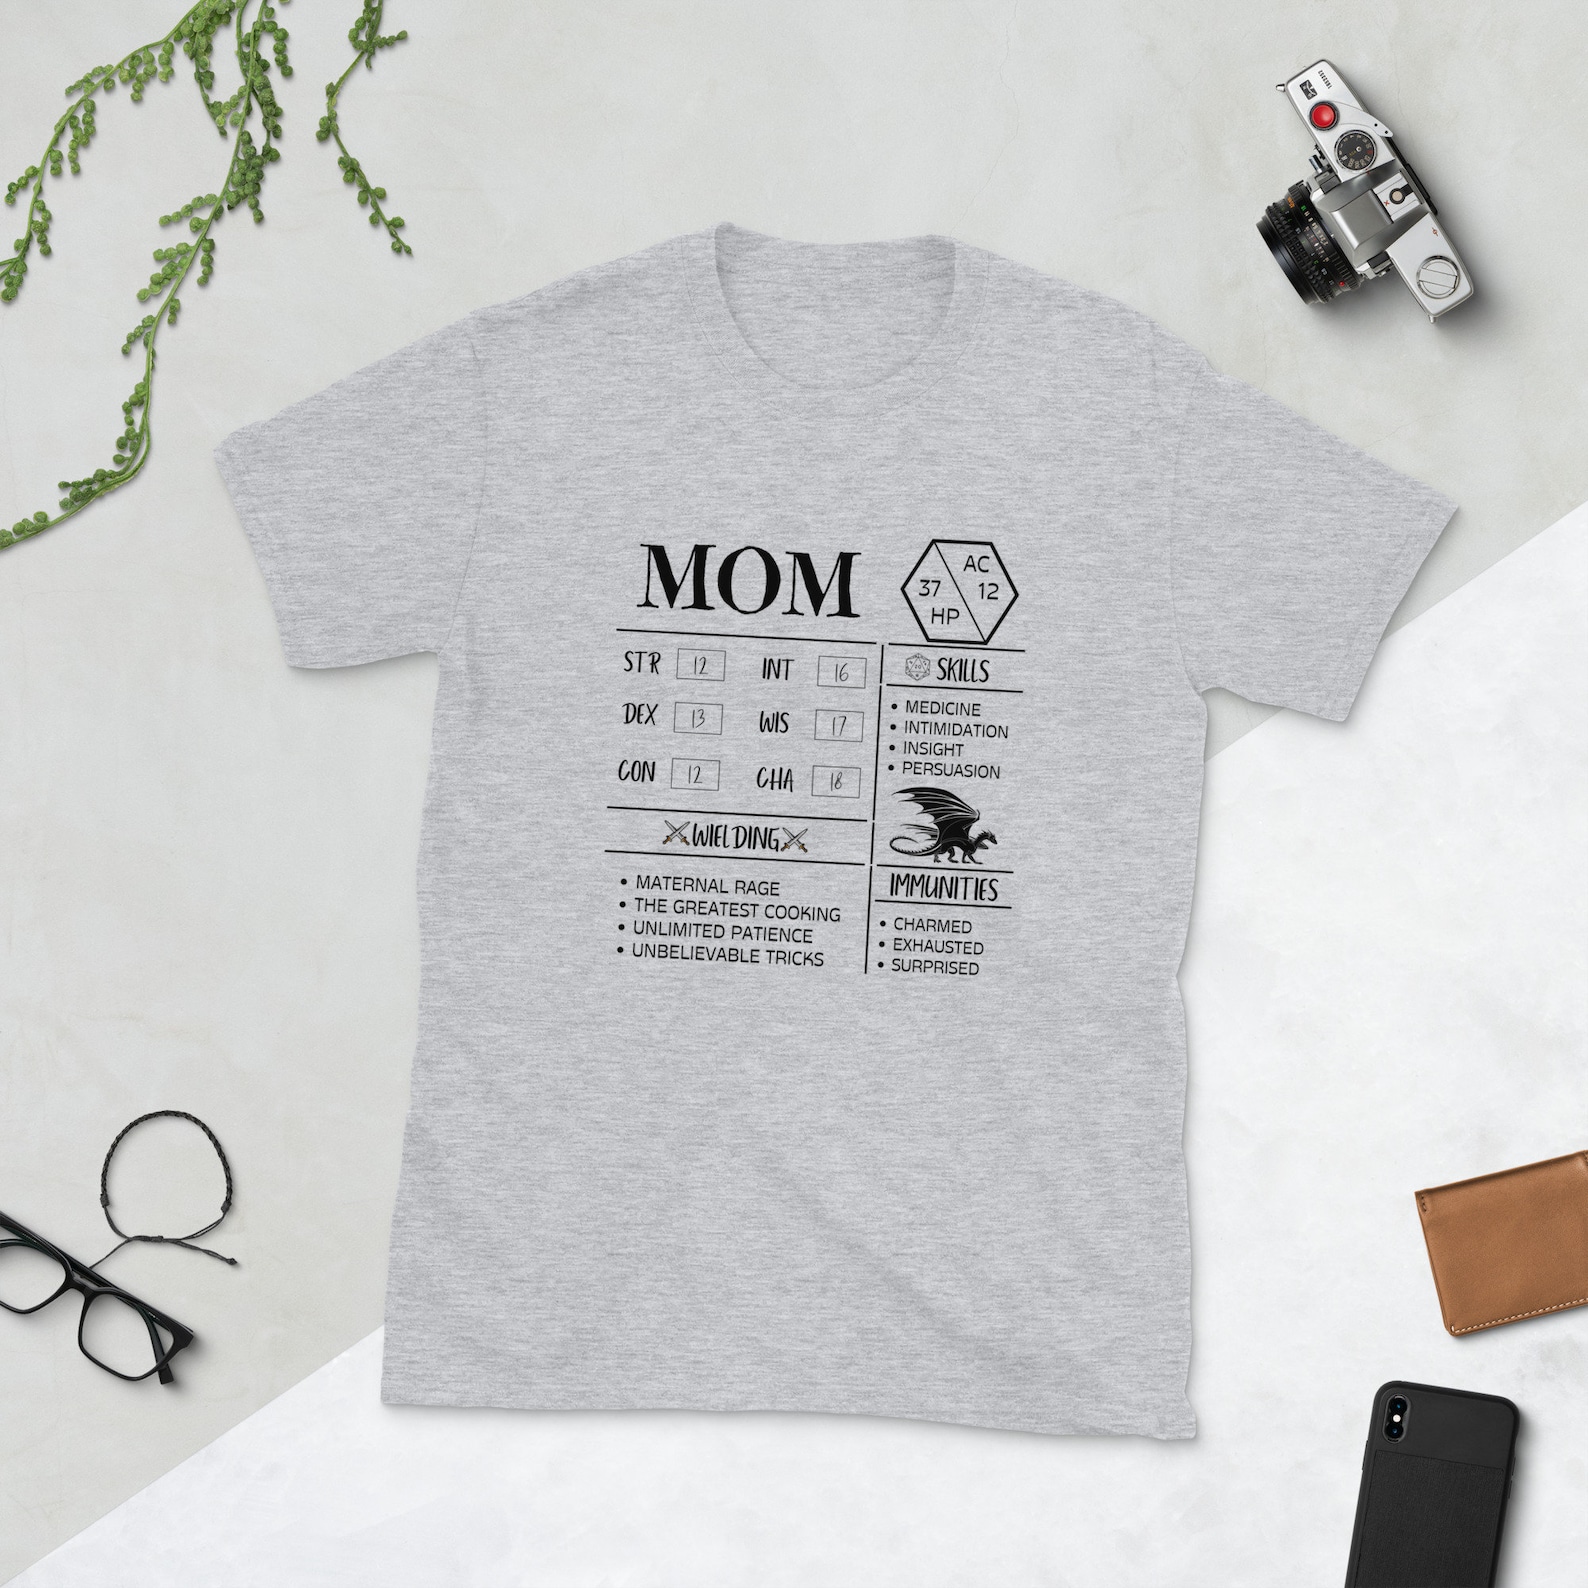 MOM
37 HP
AC 12
STR 12 INT 16
DEX 13 WIS 17
CON 12 CHA 18
WIELDING
• MATERNAL RAGE
• THE GREATEST COOKING
• UNLIMITED PATIENCE
• UNBELIEVABLE TRICKS
20 SKILLS
• MEDICINE
• INTIMIDATION
• INSIGHT
• PERSUASION
IMMUNITIES
• CHARMED
• EXHAUSTED
• SURPRISED